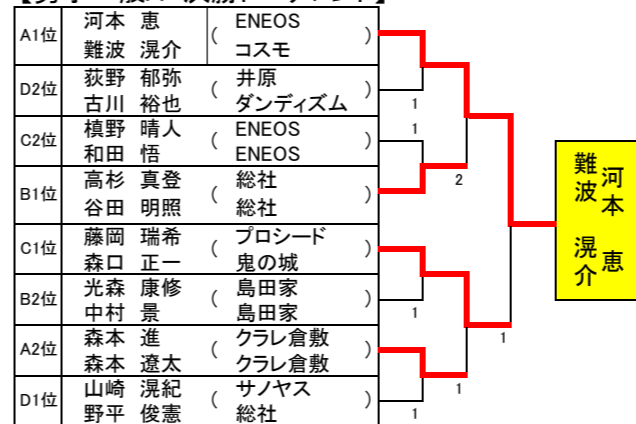 A1位 河本 恵 ( ENEOS )
難波 滉介 コスモ
D2位 荻野 郁弥 ( 井原 )
古川 裕也 ダンディズム
1
C2位 槙野 晴人 ( ENEOS )
和田 悟 ENEOS
1
B1位 高杉 真登 ( 総社 )
谷田 明照 総社
2
C1位 藤岡 瑞希 ( プロシード )
森口 正一 鬼の城
B2位 光森 康修 ( 島田家 )
中村 景 島田家
1
A2位 森本 進 ( クラレ倉敷 )
森本 遼太 クラレ倉敷
D1位 山崎 滉紀 ( サノヤス )
野平 俊憲 総社
1
1
1
河本 恵
難波 滉介